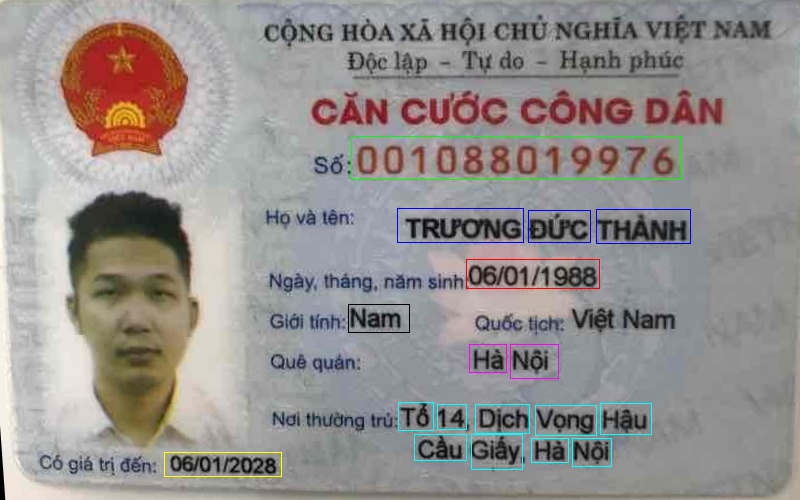 CỘNG HÒA XÃ HỘI CHỦ NGHĨA VIỆT NAM
Độc lập - Tự do - Hạnh phúc
CĂN CƯỚC CÔNG DÂN
Số: 001088019976
Họ và tên: TRƯƠNG ĐỨC THÀNH
Ngày, tháng, năm sinh: 06/01/1988
Giới tính: Nam Quốc tịch: Việt Nam
Quê quán: Hà Nội
Nơi thường trú: Tổ 14, Dịch Vọng Hậu
Cầu Giấy, Hà Nội
Có giá trị đến: 06/01/2028